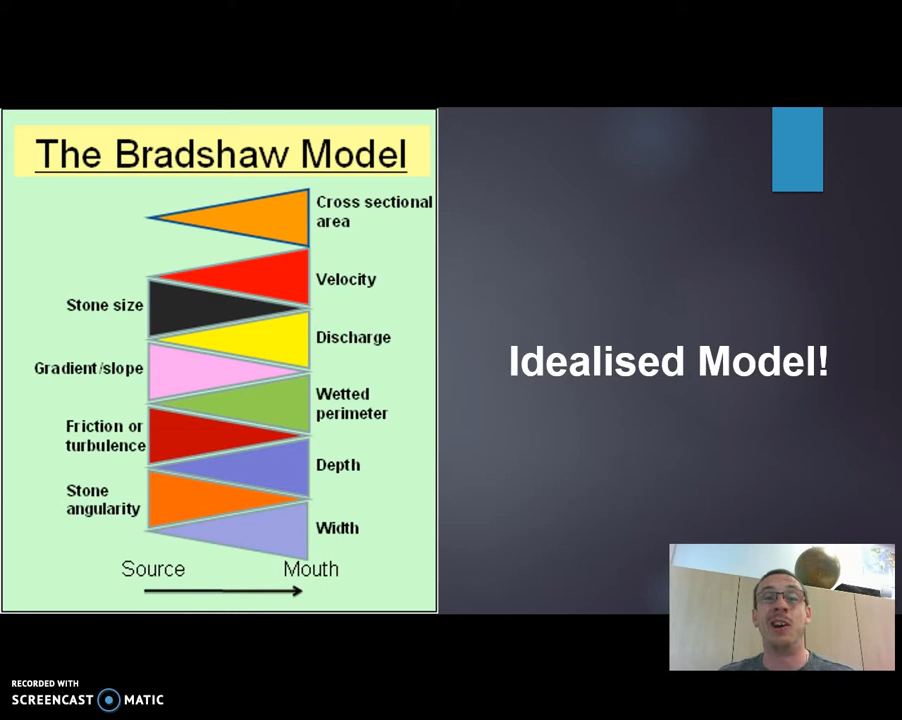 The Bradshaw Model
Cross sectional
area
Velocity
Stone size
Discharge
Gradient/slope
Wetted
perimeter
Friction or
turbulence
Depth
Stone
angularity
Width
Source
Mouth
Idealised Model!
RECORDED WITH
SCREENCAST MATIC